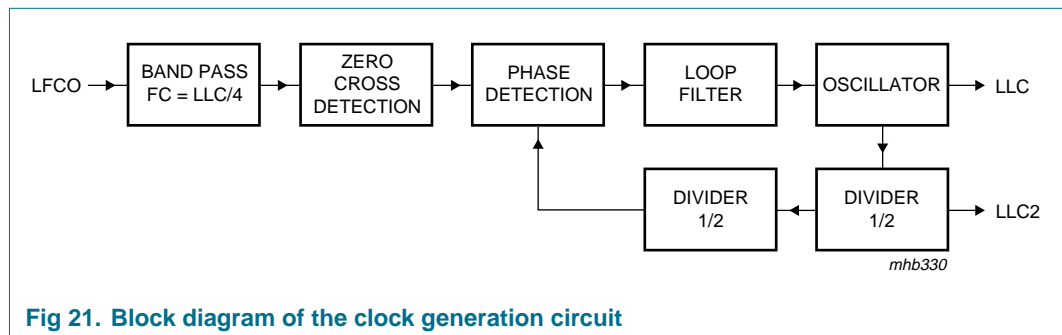 LFCO
BAND PASS
FC = LLC/4
ZERO
CROSS
DETECTION
PHASE
DETECTION
LOOP
FILTER
OSCILLATOR
LLC
DIVIDER
1/2
DIVIDER
1/2
LLC2
mhb330
Fig 21. Block diagram of the clock generation circuit